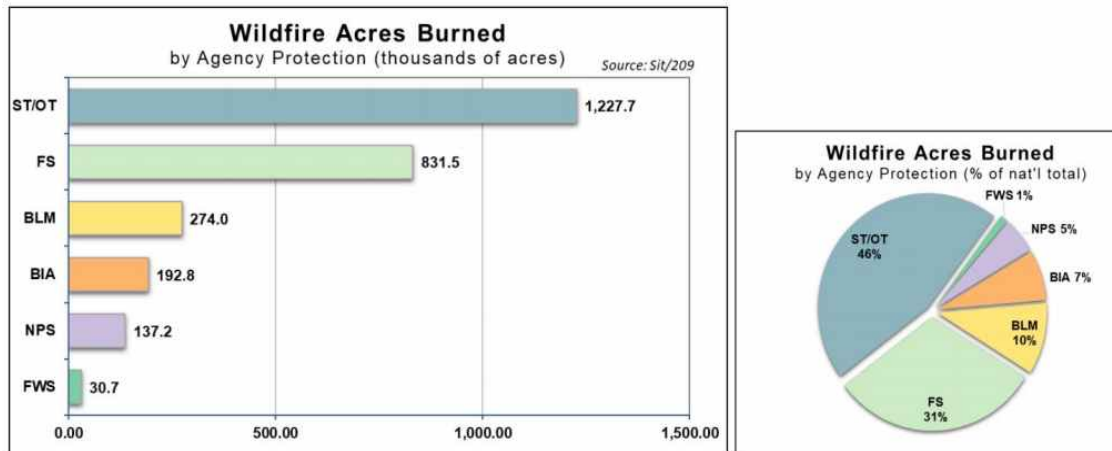 Wildfire Acres Burned
by Agency Protection (thousands of acres)
Source: Sit/209
ST/OT
1,227.7
FS
831.5
BLM
274.0
BIA
192.8
NPS
137.2
FWS
30.7
0.00
500.00
1,000.00
1,500.00
Wildfire Acres Burned
by Agency Protection (% of nat'l total)
FWS 1%
NPS 5%
ST/OT
46%
BIA 7%
BLM
10%
FS
31%